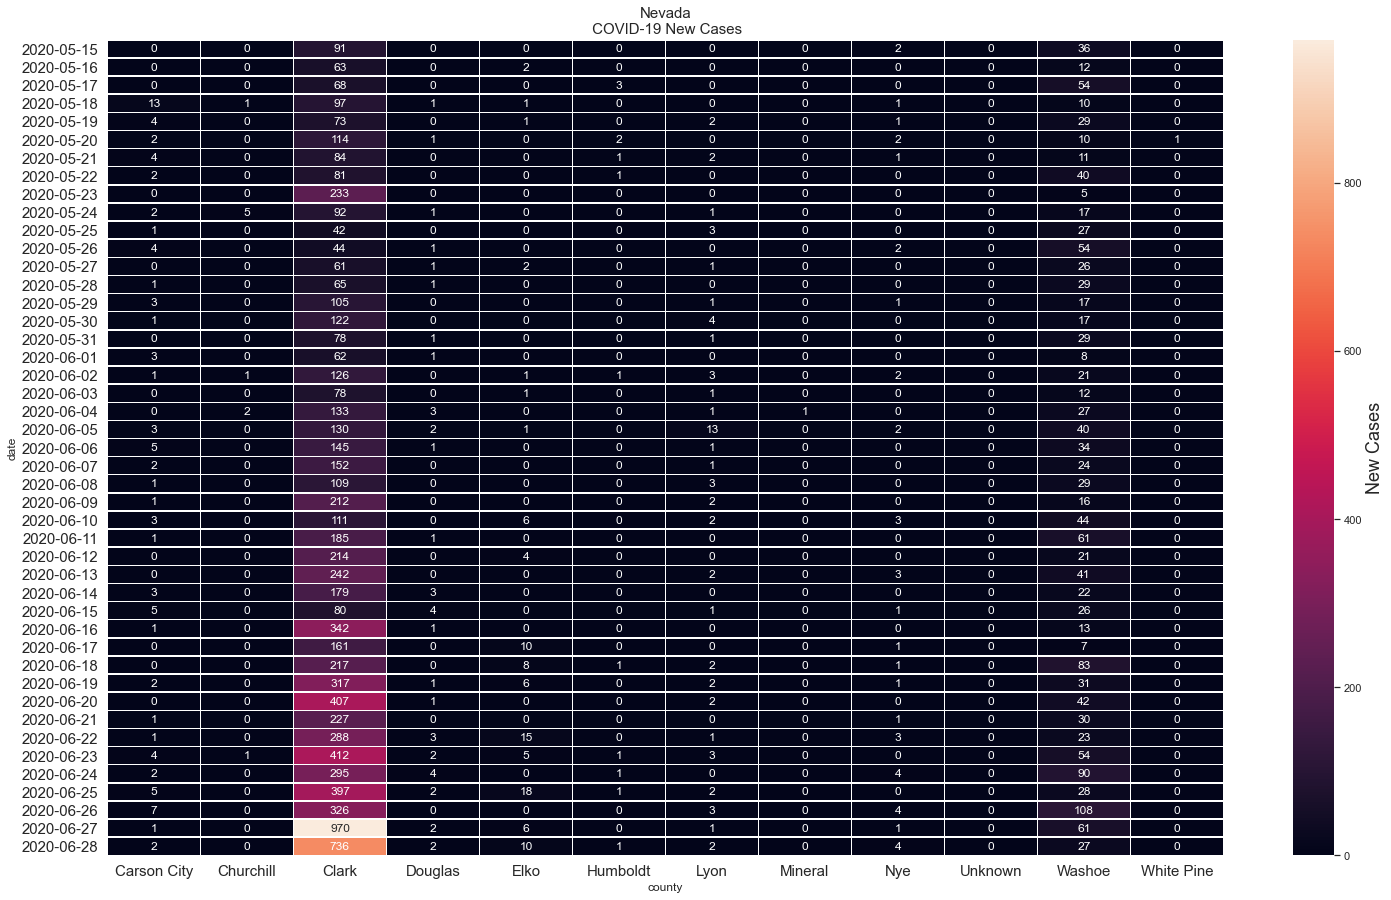 Nevada
COVID-19 New Cases
2020-05-15 0 0 91 0 0 0 0 0 2 0 36 0
2020-05-16 0 0 63 0 2 0 0 0 0 0 12 0
2020-05-17 0 0 68 0 0 3 0 0 0 0 54 0
2020-05-18 13 1 97 1 1 0 0 0 1 0 10 0
2020-05-19 4 0 73 0 1 0 2 0 1 0 29 0
2020-05-20 2 0 114 1 0 2 0 0 2 0 10 1
2020-05-21 4 0 84 0 0 1 2 0 1 0 11 0
2020-05-22 2 0 81 0 0 1 0 0 0 0 40 0
2020-05-23 0 0 233 0 0 0 0 0 0 0 5 0
2020-05-24 2 5 92 1 0 0 1 0 0 0 17 0
2020-05-25 1 0 42 0 0 0 3 0 0 0 27 0
2020-05-26 4 0 44 1 0 0 0 0 2 0 54 0
2020-05-27 0 0 61 1 2 0 1 0 0 0 26 0
2020-05-28 1 0 65 1 0 0 0 0 0 0 29 0
2020-05-29 3 0 105 0 0 0 1 0 1 0 17 0
2020-05-30 1 0 122 0 0 0 4 0 0 0 17 0
2020-05-31 0 0 78 1 0 0 1 0 0 0 29 0
2020-06-01 3 0 62 1 0 0 0 0 0 0 8 0
2020-06-02 1 1 126 0 1 1 3 0 2 0 21 0
2020-06-03 0 0 78 0 1 0 1 0 0 0 12 0
2020-06-04 0 2 133 3 0 0 1 1 0 0 27 0
2020-06-05 3 0 130 2 1 0 13 0 2 0 40 0
2020-06-06 5 0 145 1 0 0 1 0 0 0 34 0
2020-06-07 2 0 152 0 0 0 1 0 0 0 24 0
2020-06-08 1 0 109 0 0 0 3 0 0 0 29 0
2020-06-09 1 0 212 0 0 0 2 0 0 0 16 0
2020-06-10 3 0 111 0 6 0 2 0 3 0 44 0
2020-06-11 1 0 185 1 0 0 0 0 0 0 61 0
2020-06-12 0 0 214 0 4 0 0 0 0 0 21 0
2020-06-13 0 0 242 0 0 0 2 0 3 0 41 0
2020-06-14 3 0 179 3 0 0 0 0 0 0 22 0
2020-06-15 5 0 80 4 0 0 1 0 1 0 26 0
2020-06-16 1 0 342 1 0 0 0 0 0 0 13 0
2020-06-17 0 0 161 0 10 0 0 0 1 0 7 0
2020-06-18 0 0 217 0 8 1 2 0 1 0 83 0
2020-06-19 2 0 317 1 6 0 2 0 1 0 31 0
2020-06-20 0 0 407 1 0 0 2 0 0 0 42 0
2020-06-21 1 0 227 0 0 0 0 0 1 0 30 0
2020-06-22 1 0 288 3 15 0 1 0 3 0 23 0
2020-06-23 4 1 412 2 5 1 3 0 0 0 54 0
2020-06-24 2 0 295 4 0 1 0 0 4 0 90 0
2020-06-25 5 0 397 2 18 1 2 0 0 0 28 0
2020-06-26 7 0 326 0 0 0 3 0 4 0 108 0
2020-06-27 1 0 970 2 6 0 1 0 1 0 61 0
2020-06-28 2 0 736 2 10 1 2 0 4 0 27 0
Carson City Churchill Clark Douglas Elko Humboldt Lyon Mineral Nye Unknown Washoe White Pine
county
date
800
600
400
200
0
New Cases